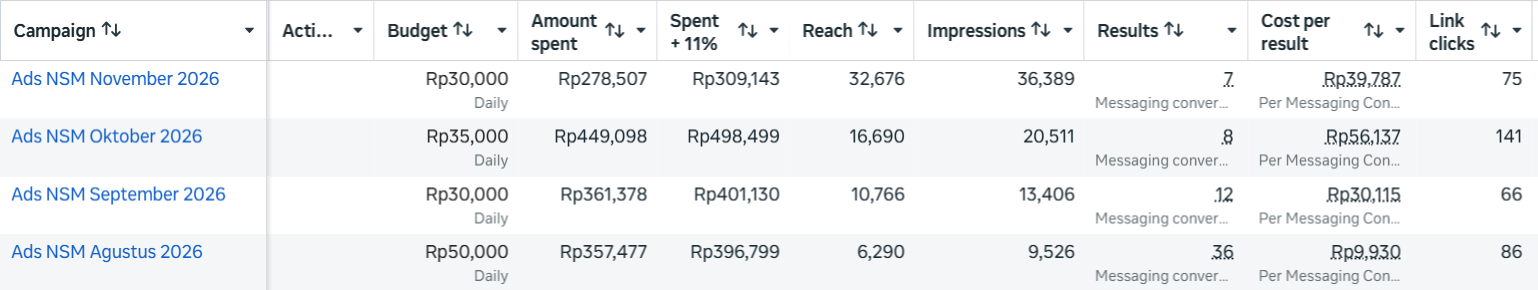 Campaign Acti... Budget Amount spent Spent + 11% Reach Impressions Results Cost per result Link clicks
Ads NSM November 2026 Rp30,000 Rp278,507 Rp309,143 32,676 36,389 7 Rp39,787 75
Daily Messaging conver... Per Messaging Con...
Ads NSM Oktober 2026 Rp35,000 Rp449,098 Rp498,499 16,690 20,511 8 Rp56,137 141
Daily Messaging conver... Per Messaging Con...
Ads NSM September 2026 Rp30,000 Rp361,378 Rp401,130 10,766 13,406 12 Rp30,115 66
Daily Messaging conver... Per Messaging Con...
Ads NSM Agustus 2026 Rp50,000 Rp357,477 Rp396,799 6,290 9,526 36 Rp9,930 86
Daily Messaging conver... Per Messaging Con...